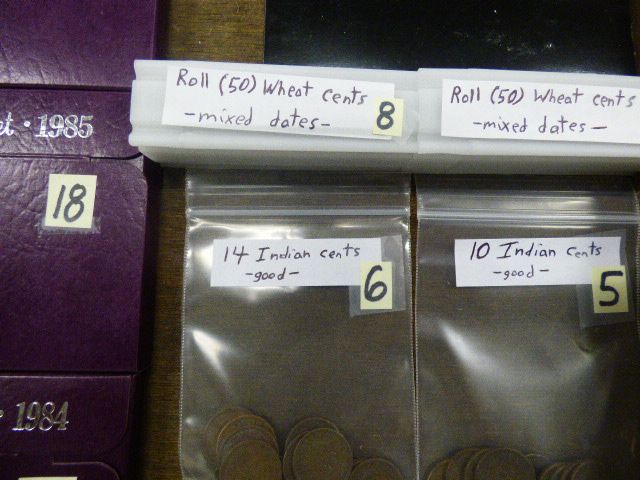 Roll (50) Wheat cents
-mixed dates-
8
Roll (50) Wheat cents
-mixed dates-
· 1985
18
14 Indian cents
-good-
6
10 Indian cents
-good-
5
· 1984